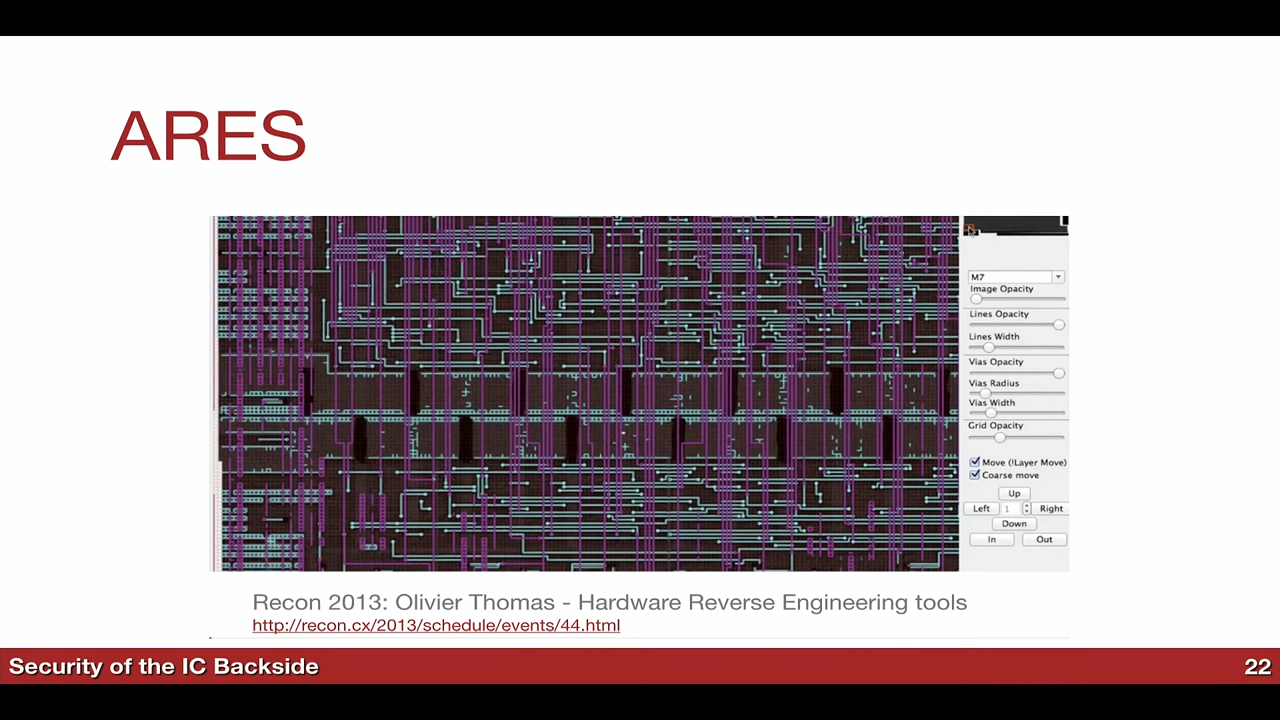 ARES
M7
Image Opacity
Lines Opacity
Lines Width
Vias Opacity
Vias Radius
Vias Width
Grid Opacity
Move (!Layer Move)
Coarse move
Up
Left 1 Right
Down
In Out
Recon 2013: Olivier Thomas - Hardware Reverse Engineering tools
http://recon.cx/2013/schedule/events/44.html
Security of the IC Backside 22